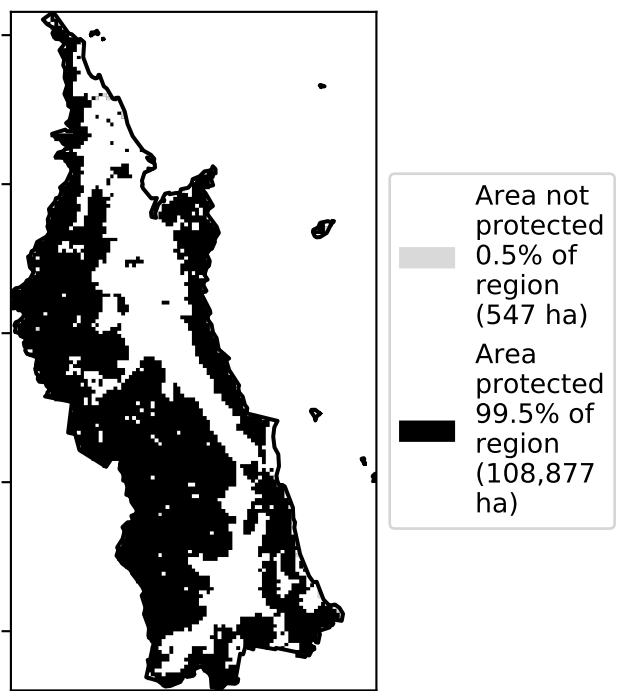 Area not
protected
0.5% of
region
(547 ha)
Area
protected
99.5% of
region
(108,877
ha)